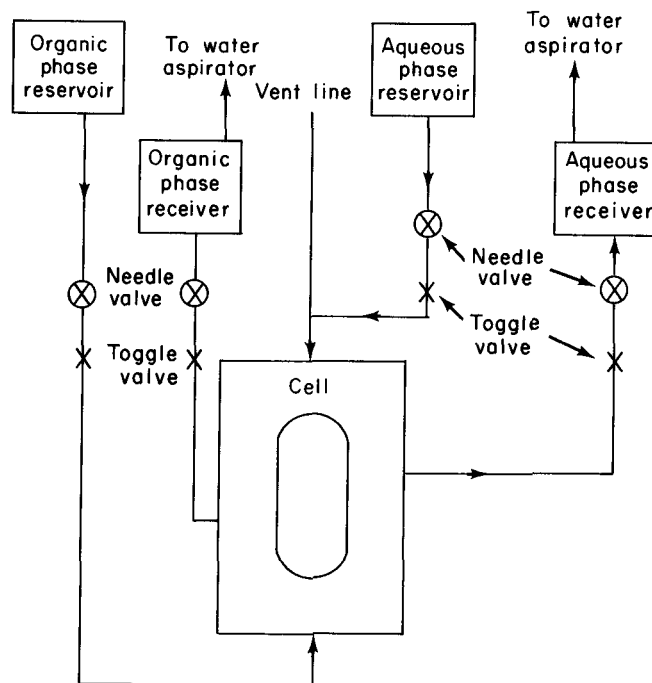 Organic
phase
reservoir
To water
aspirator
Vent line
Aqueous
phase
reservoir
To water
aspirator
Organic
phase
receiver
Aqueous
phase
receiver
Needle
valve
Needle
valve
Toggle
valve
Toggle
valve
Cell